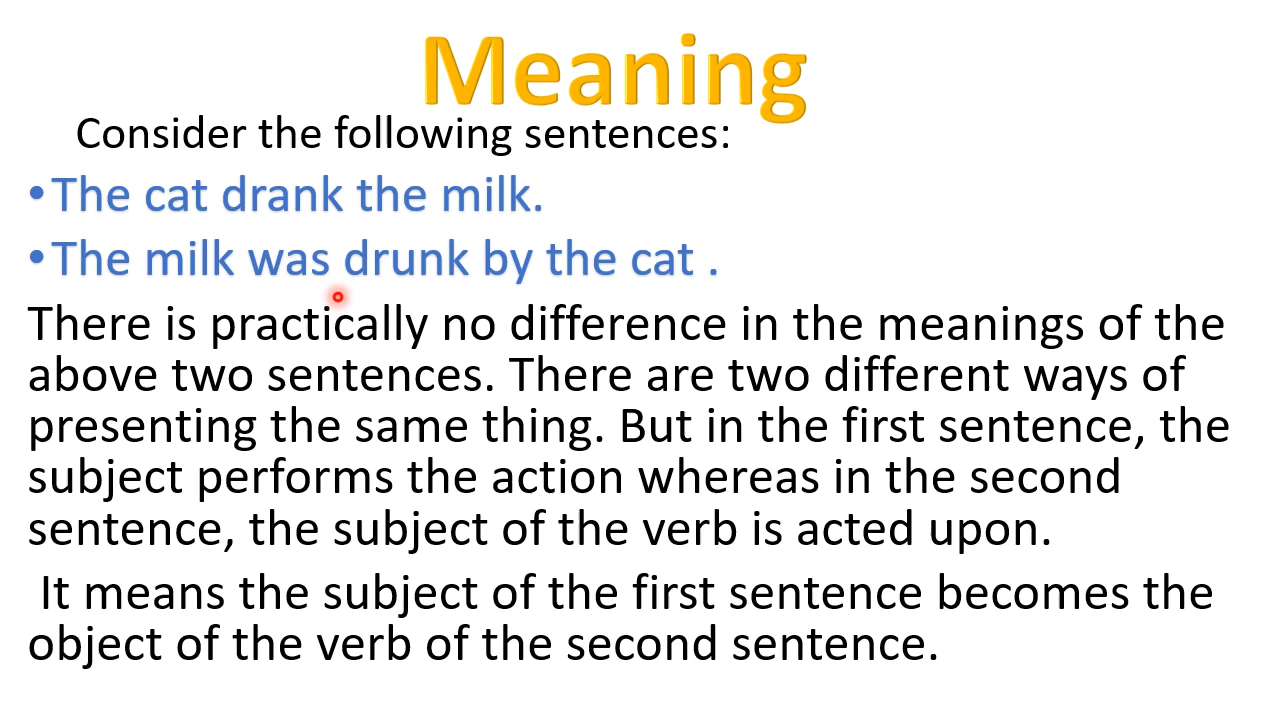 Meaning
Consider the following sentences:
•The cat drank the milk.
•The milk was drunk by the cat .
There is practically no difference in the meanings of the
above two sentences. There are two different ways of
presenting the same thing. But in the first sentence, the
subject performs the action whereas in the second
sentence, the subject of the verb is acted upon.
It means the subject of the first sentence becomes the
object of the verb of the second sentence.